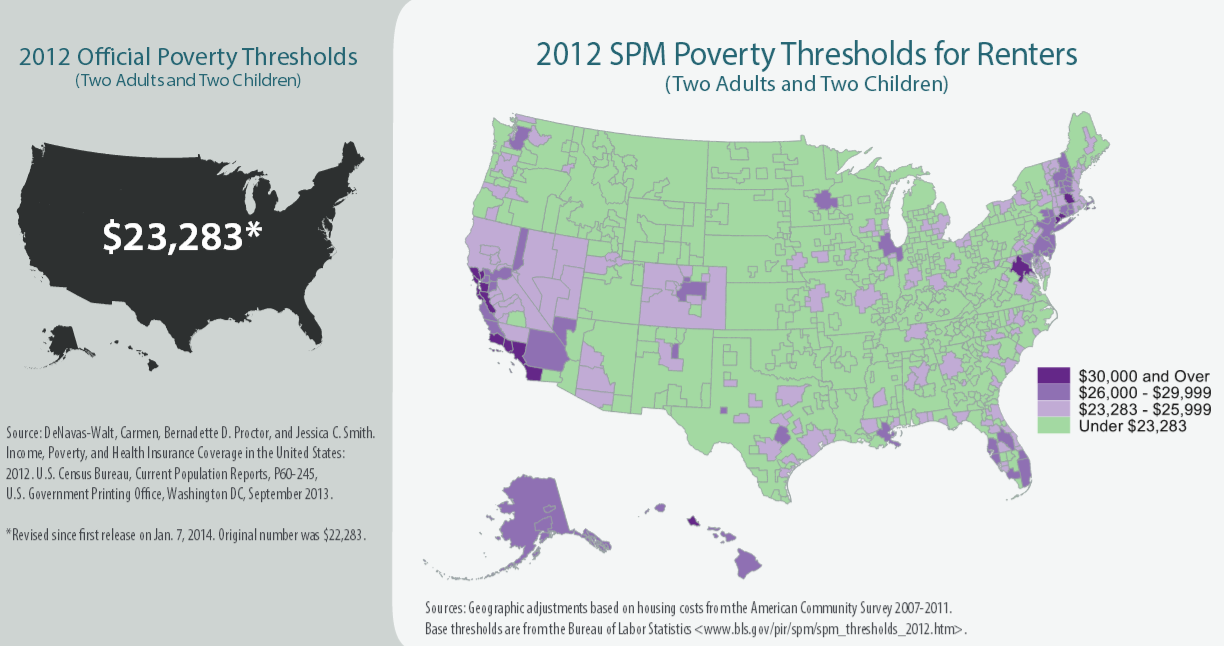 2012 Official Poverty Thresholds
(Two Adults and Two Children)
$23,283*
Source: DeNavas-Walt, Carmen, Bernadette D. Proctor, and Jessica C. Smith.
Income, Poverty, and Health Insurance Coverage in the United States:
2012. U.S. Census Bureau, Current Population Reports, P60-245,
U.S. Government Printing Office, Washington DC, September 2013.
*Revised since first release on Jan. 7, 2014. Original number was $22,283.
2012 SPM Poverty Thresholds for Renters
(Two Adults and Two Children)
$30,000 and Over
$26,000 - $29,999
$23,283 - $25,999
Under $23,283
Sources: Geographic adjustments based on housing costs from the American Community Survey 2007-2011.
Base thresholds are from the Bureau of Labor Statistics <www.bls.gov/pir/spm/spm_thresholds_2012.htm>.